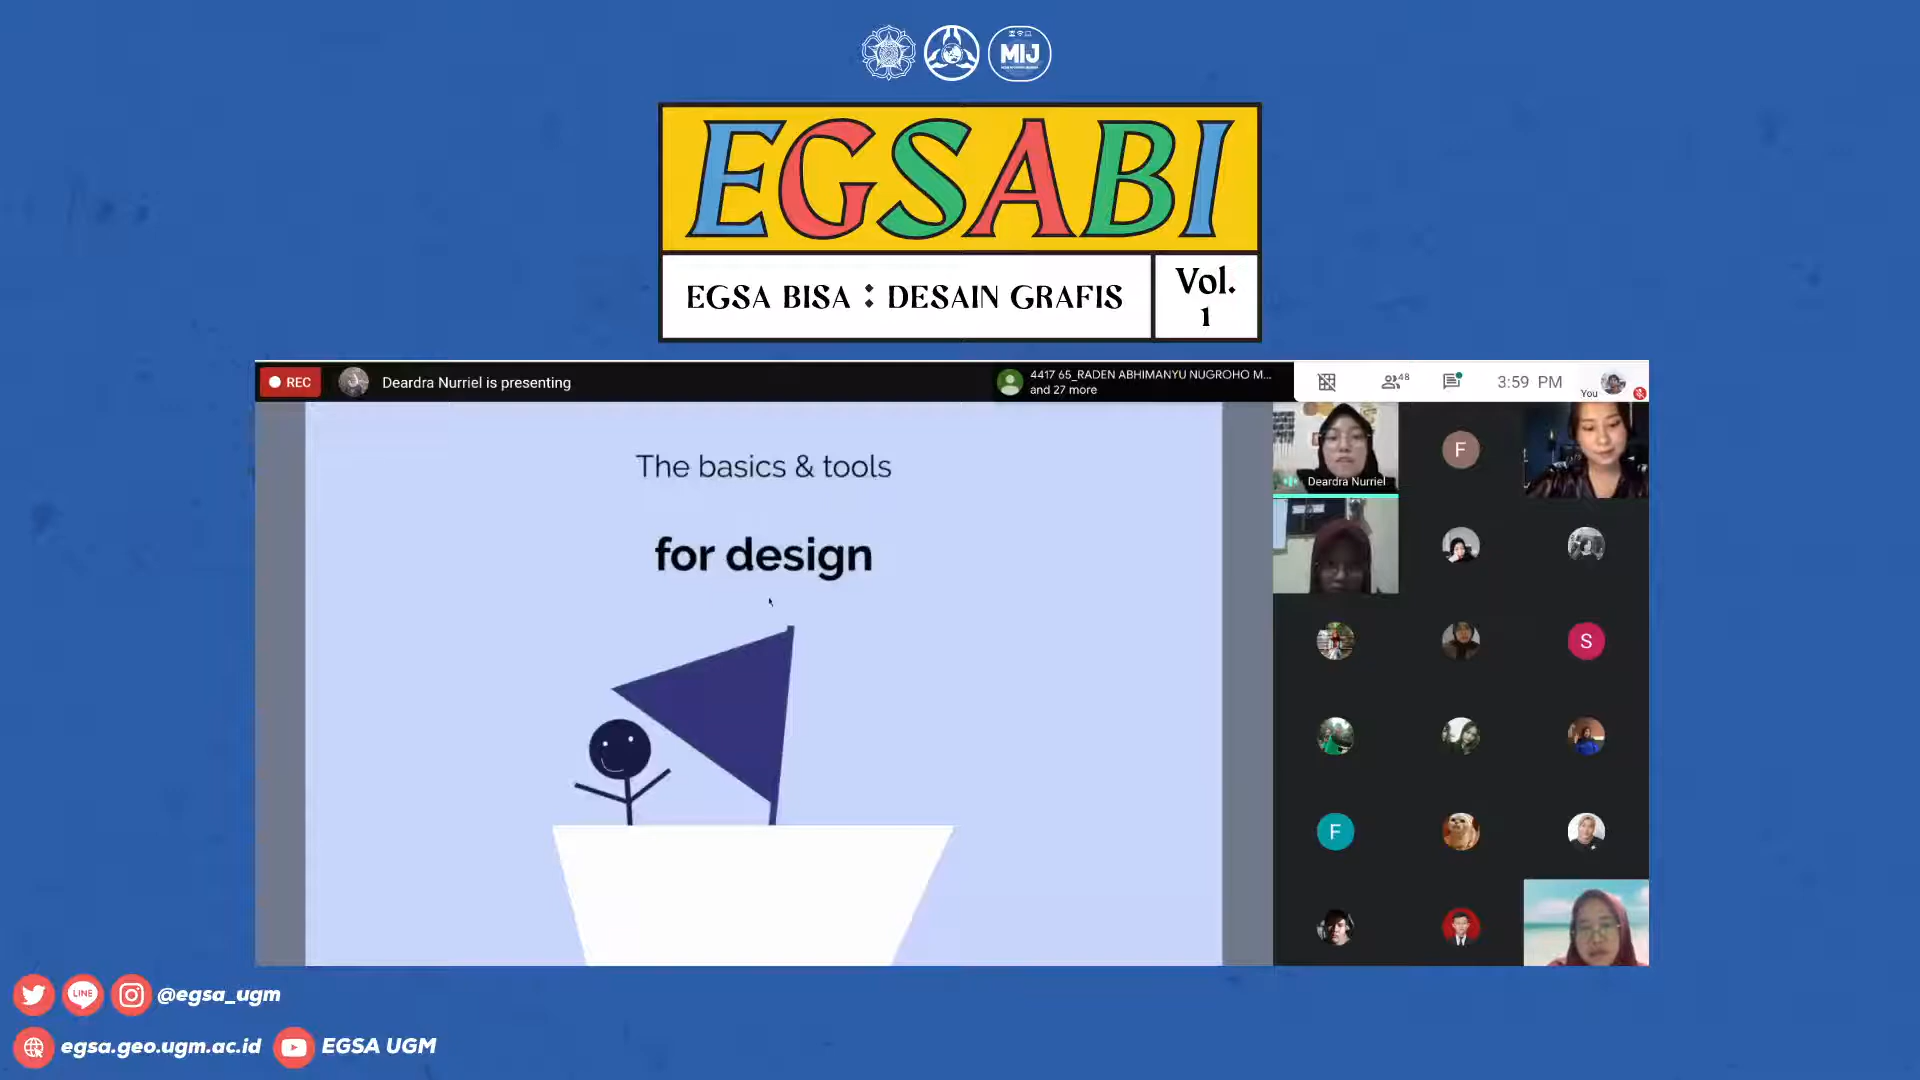 MIJ
EGSABI
EGSA BISA : DESAIN GRAFIS
Vol.
1
REC
Deardra Nurriel is presenting
4417 65_RADEN ABHIMANYU NUGROHO M...
and 27 more
48
3:59 PM
You
The basics & tools
for design
Deardra Nurriel
F
S
F
LINE
@egsa_ugm
egsa.geo.ugm.ac.id
EGSA UGM